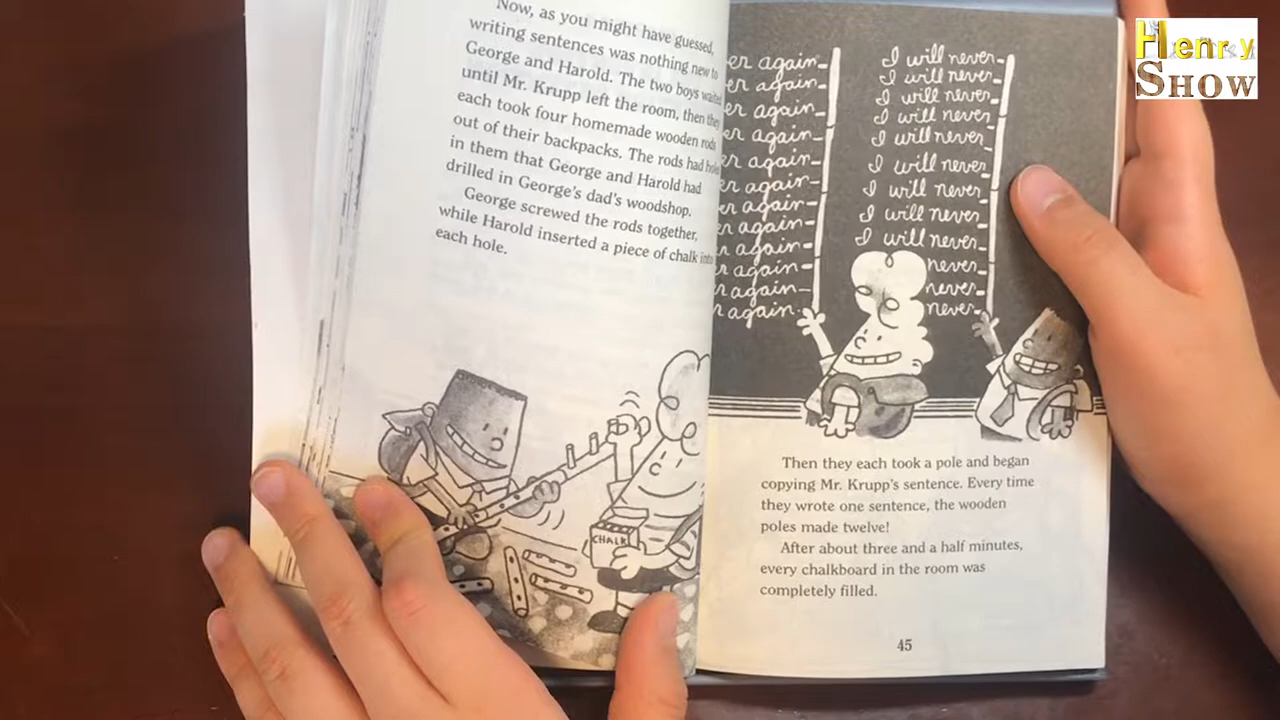 Now, as you might have guessed,
writing sentences was nothing new to
George and Harold. The two boys waited
until Mr. Krupp left the room, then they
each took four homemade wooden rods
out of their backpacks. The rods had holes
in them that George and Harold had
drilled in George's dad's woodshop.
George screwed the rods together,
while Harold inserted a piece of chalk into
each hole.
CHALK
er again
er again
er again
er again
er again
er again
er again
er again
er again
r again
r again
r again
I will never
I will never
I will never
I will never
I will never
I will never
I will never
I will never
I will never
never
never
never
Then they each took a pole and began
copying Mr. Krupp's sentence. Every time
they wrote one sentence, the wooden
poles made twelve!
After about three and a half minutes,
every chalkboard in the room was
completely filled.
45
Henry
SHOW